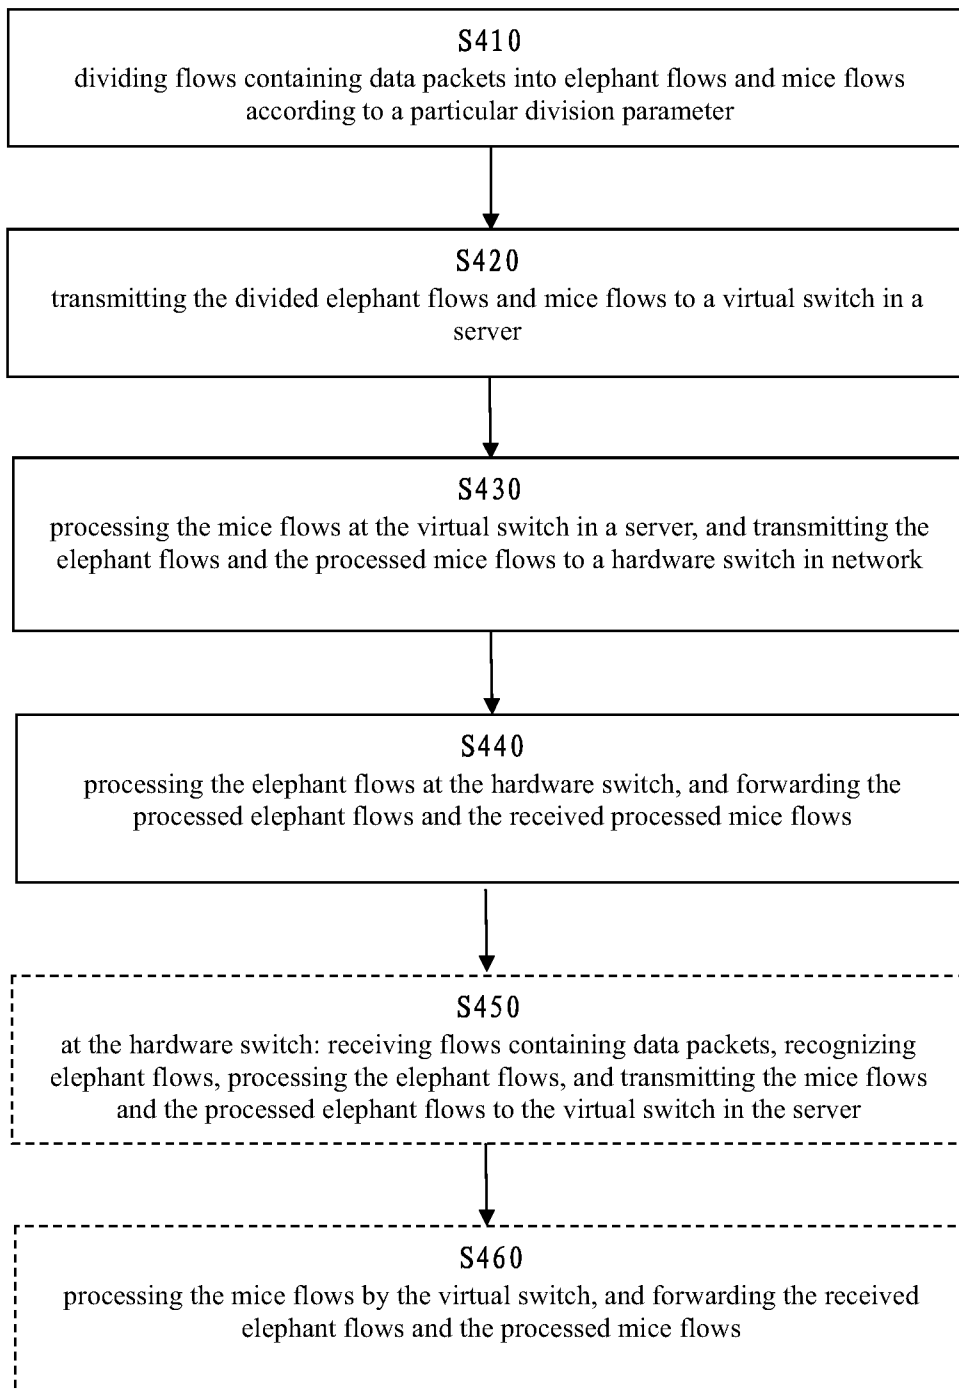 S410
dividing flows containing data packets into elephant flows and mice flows
according to a particular division parameter
S420
transmitting the divided elephant flows and mice flows to a virtual switch in a
server
S430
processing the mice flows at the virtual switch in a server, and transmitting the
elephant flows and the processed mice flows to a hardware switch in network
S440
processing the elephant flows at the hardware switch, and forwarding the
processed elephant flows and the received processed mice flows
S450
at the hardware switch: receiving flows containing data packets, recognizing
elephant flows, processing the elephant flows, and transmitting the mice flows
and the processed elephant flows to the virtual switch in the server
S460
processing the mice flows by the virtual switch, and forwarding the received
elephant flows and the processed mice flows